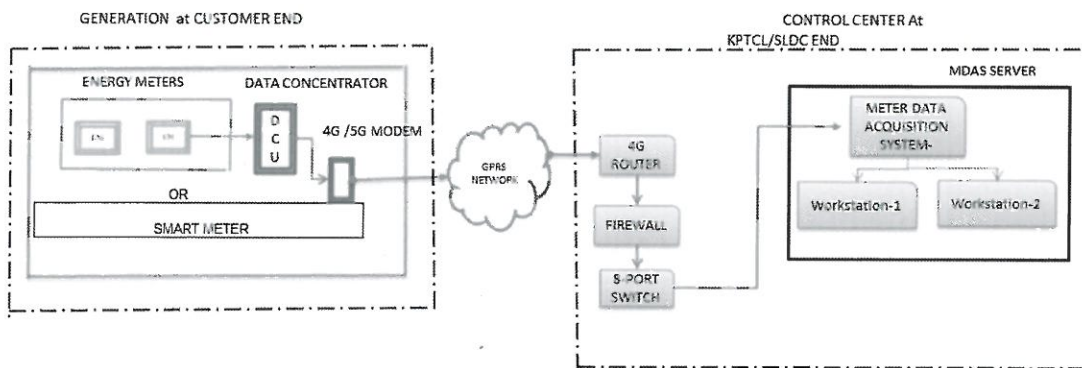 GENERATION at CUSTOMER END
ENERGY METERS
DATA CONCENTRATOR
D
C
U
4G /5G MODEM
OR
SMART METER
GPRS
NETWORK
CONTROL CENTER At
KPTCL/SLDC END
MDAS SERVER
4G
ROUTER
FIREWALL
8-PORT
SWITCH
METER DATA
ACQUISITION
SYSTEM-
Workstation-1
Workstation-2